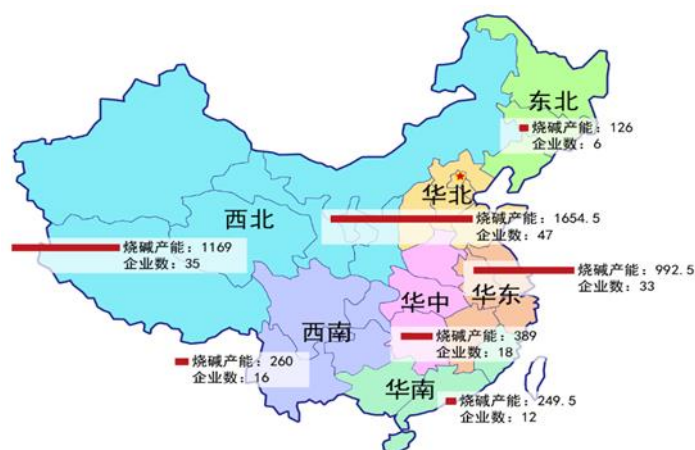 东北
烧碱产能：126
企业数：6
华北
烧碱产能：1654.5
企业数：47
西北
烧碱产能：1169
企业数：35
华东
烧碱产能：992.5
企业数：33
华中
烧碱产能：389
企业数：18
西南
烧碱产能：260
企业数：16
华南
烧碱产能：249.5
企业数：12